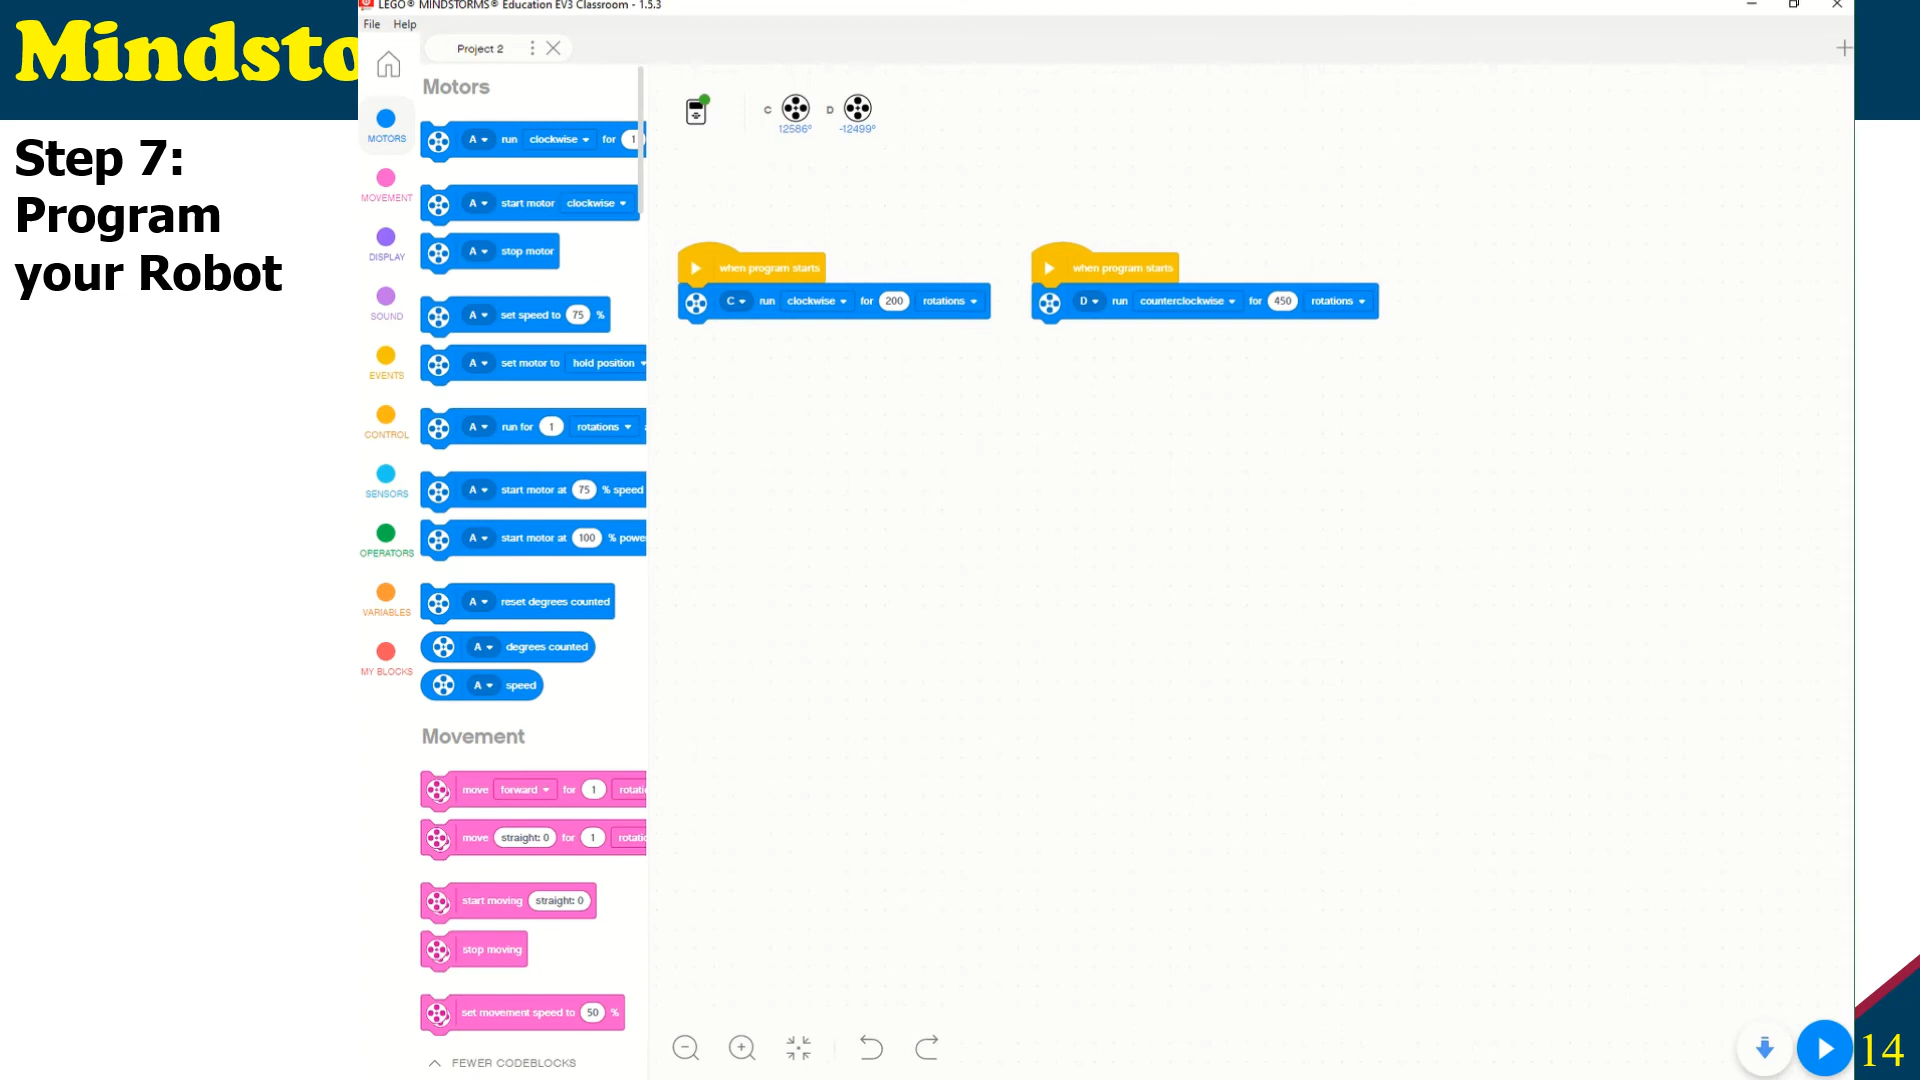 Mindsto
Step 7:
Program
your Robot
LEGO® MINDSTORMS® Education EV3 Classroom - 1.5.3
File Help
Project 2
MOTORS
MOVEMENT
DISPLAY
SOUND
EVENTS
CONTROL
SENSORS
OPERATORS
VARIABLES
MY BLOCKS
Motors
A run clockwise for 1
A start motor clockwise
A stop motor
A set speed to 75 %
A set motor to hold position
A run for 1 rotations
A start motor at 75 % speed
A start motor at 100 % powe
A reset degrees counted
A degrees counted
A speed
Movement
move forward for 1 rotati
move straight: 0 for 1 rotati
start moving straight: 0
stop moving
set movement speed to 50 %
FEWER CODEBLOCKS
C D
12586° -12499°
when program starts
C run clockwise for 200 rotations
when program starts
D run counterclockwise for 450 rotations
14